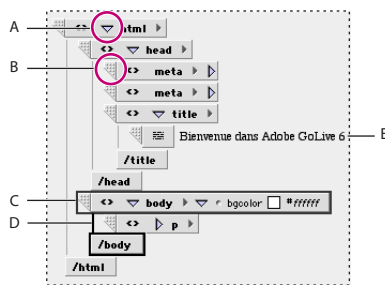 A
html
head
B
meta
meta
title
Bienvenue dans Adobe GoLive 6
E
/title
/head
C
body bgcolor #ffffff
D
p
/body
/html